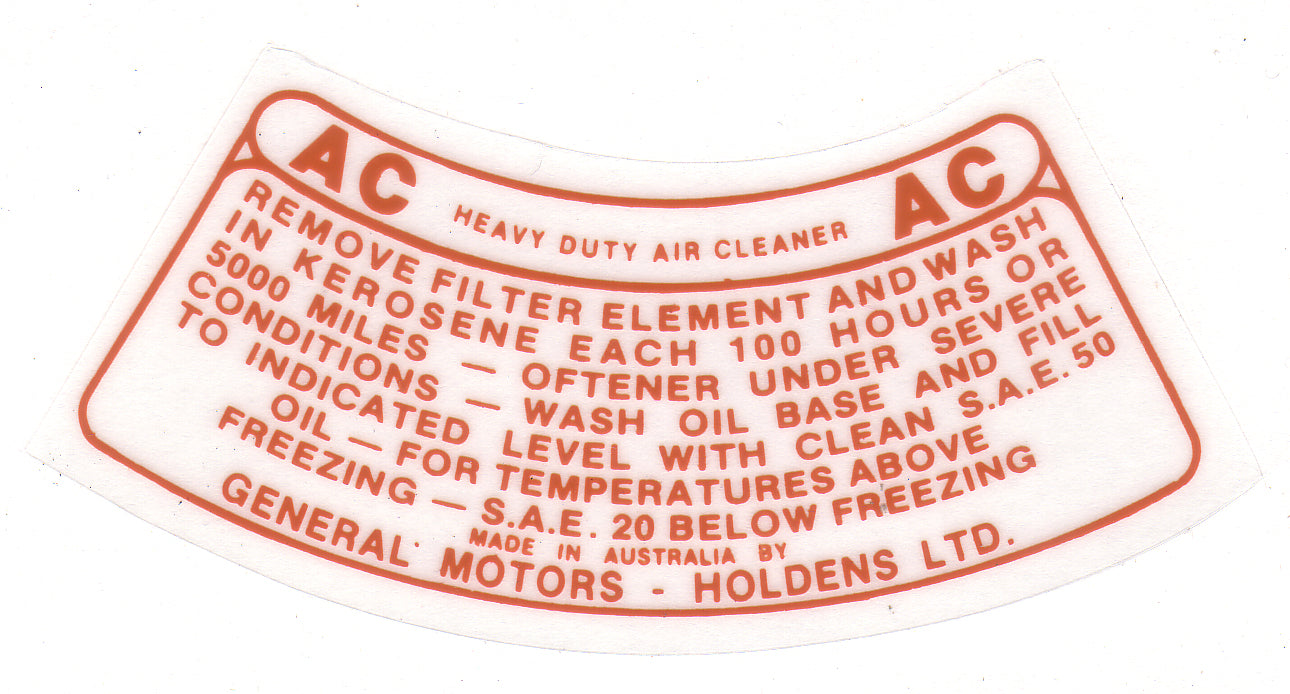 AC HEAVY DUTY AIR CLEANER AC
REMOVE FILTER ELEMENT AND WASH
IN KEROSENE EACH 100 HOURS OR
5000 MILES — OFTENER UNDER SEVERE
CONDITIONS — WASH OIL BASE AND FILL
TO INDICATED LEVEL WITH CLEAN S.A.E. 50
OIL — FOR TEMPERATURES ABOVE
FREEZING — S.A.E. 20 BELOW FREEZING
MADE IN AUSTRALIA BY
GENERAL MOTORS - HOLDENS LTD.